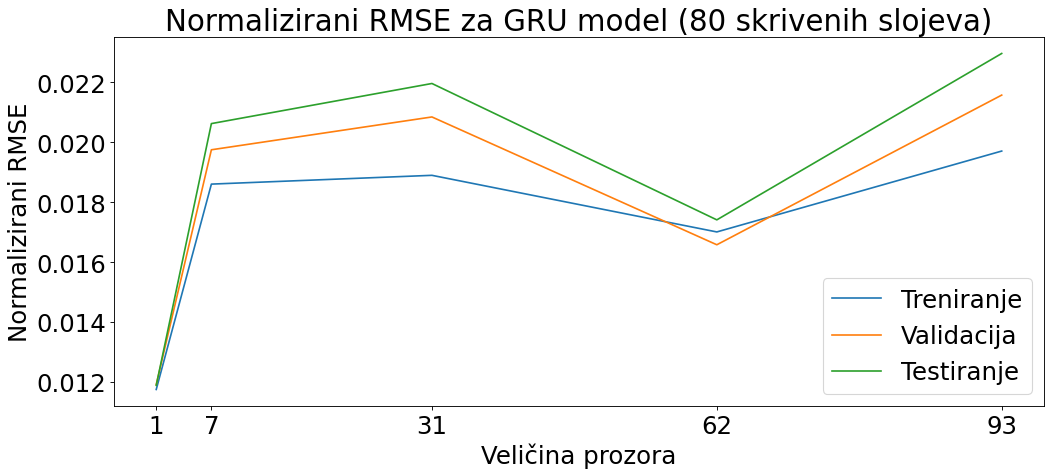 Normalizirani RMSE za GRU model (80 skrivenih slojeva)
Normalizirani RMSE
0.022
0.020
0.018
0.016
0.014
0.012
Treniranje
Validacija
Testiranje
1 7 31 62 93
Veličina prozora